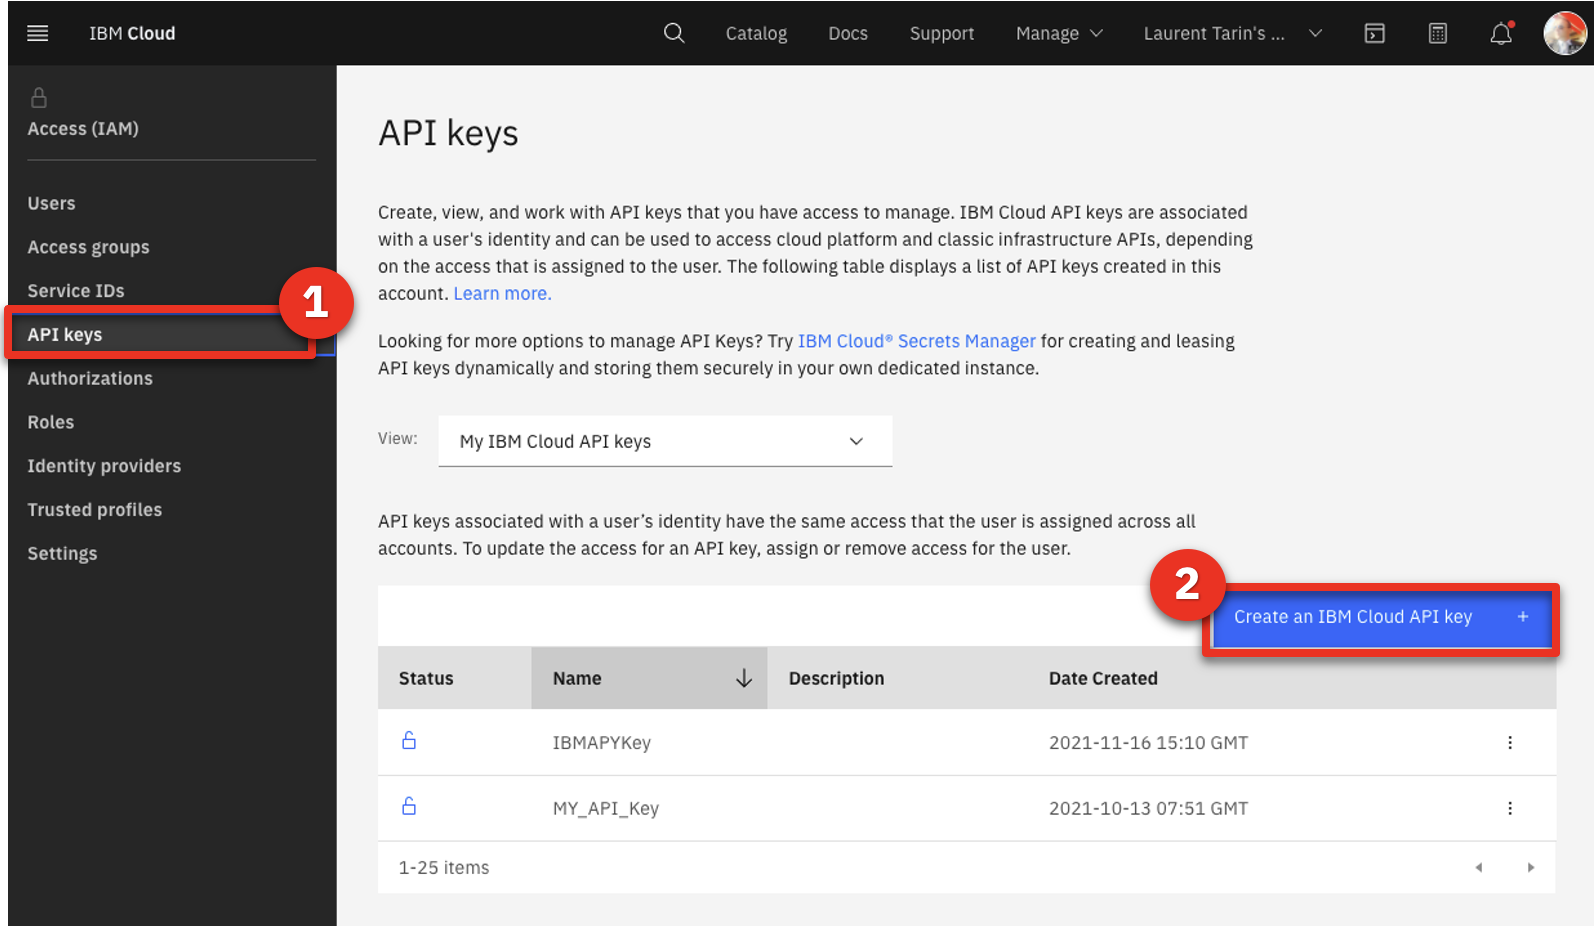 IBM Cloud
Catalog
Docs
Support
Manage
Laurent Tarin's ...
Access (IAM)
Users
Access groups
Service IDs
API keys
1
Authorizations
Roles
Identity providers
Trusted profiles
Settings
API keys
Create, view, and work with API keys that you have access to manage. IBM Cloud API keys are associated
with a user's identity and can be used to access cloud platform and classic infrastructure APIs, depending
on the access that is assigned to the user. The following table displays a list of API keys created in this
account. Learn more.
Looking for more options to manage API Keys? Try IBM Cloud® Secrets Manager for creating and leasing
API keys dynamically and storing them securely in your own dedicated instance.
View:
My IBM Cloud API keys
API keys associated with a user’s identity have the same access that the user is assigned across all
accounts. To update the access for an API key, assign or remove access for the user.
2
Create an IBM Cloud API key +
Status Name Description Date Created
IBMAPYKey 2021-11-16 15:10 GMT
MY_API_Key 2021-10-13 07:51 GMT
1-25 items